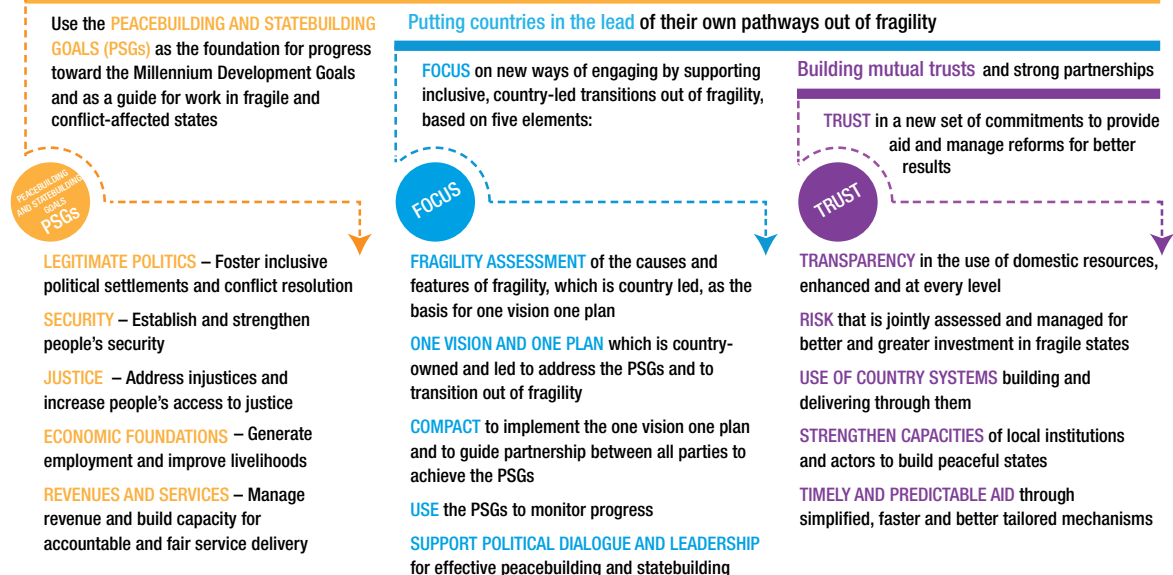 Use the PEACEBUILDING AND STATEBUILDING
GOALS (PSGs) as the foundation for progress
toward the Millennium Development Goals
and as a guide for work in fragile and
conflict-affected states
PEACEBUILDING
AND STATEBUILDING
GOALS
PSGs
LEGITIMATE POLITICS – Foster inclusive
political settlements and conflict resolution
SECURITY – Establish and strengthen
people’s security
JUSTICE – Address injustices and
increase people’s access to justice
ECONOMIC FOUNDATIONS – Generate
employment and improve livelihoods
REVENUES AND SERVICES – Manage
revenue and build capacity for
accountable and fair service delivery
Putting countries in the lead of their own pathways out of fragility
FOCUS on new ways of engaging by supporting
inclusive, country-led transitions out of fragility,
based on five elements:
FOCUS
FRAGILITY ASSESSMENT of the causes and
features of fragility, which is country led, as the
basis for one vision one plan
ONE VISION AND ONE PLAN which is country-
owned and led to address the PSGs and to
transition out of fragility
COMPACT to implement the one vision one plan
and to guide partnership between all parties to
achieve the PSGs
USE the PSGs to monitor progress
SUPPORT POLITICAL DIALOGUE AND LEADERSHIP
for effective peacebuilding and statebuilding
Building mutual trusts and strong partnerships
TRUST in a new set of commitments to provide
aid and manage reforms for better
results
TRUST
TRANSPARENCY in the use of domestic resources,
enhanced and at every level
RISK that is jointly assessed and managed for
better and greater investment in fragile states
USE OF COUNTRY SYSTEMS building and
delivering through them
STRENGTHEN CAPACITIES of local institutions
and actors to build peaceful states
TIMELY AND PREDICTABLE AID through
simplified, faster and better tailored mechanisms